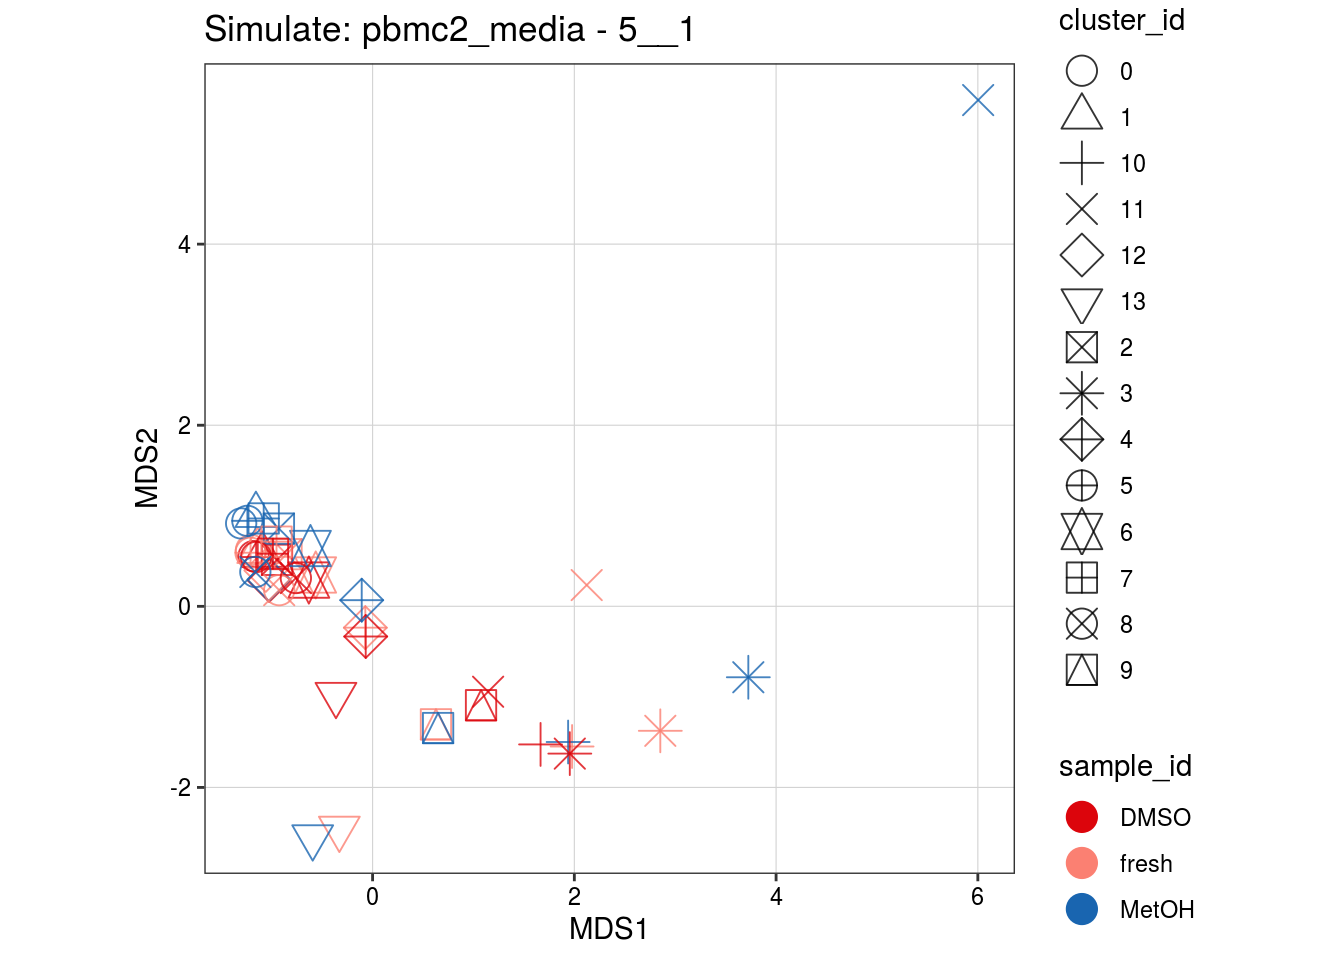 Simulate: pbmc2_media - 5__1
cluster_id
0
1
10
11
12
13
2
3
4
5
6
7
8
9
sample_id
DMSO
fresh
MetOH
MDS2
4
2
0
-2
0
2
4
6
MDS1